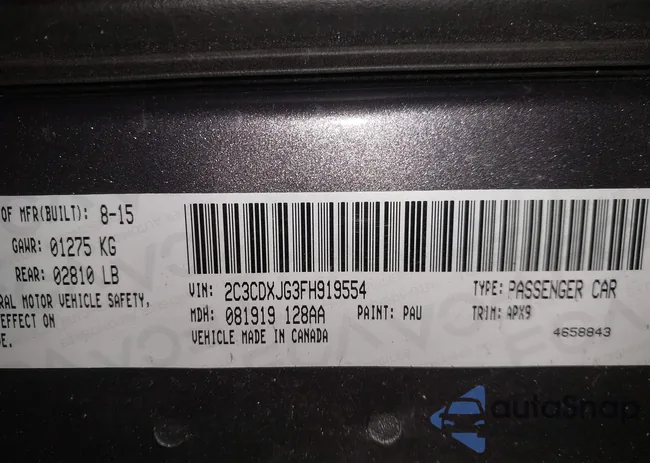 OF MFR(BUILT): 8-15
GAWR: 01275 KG
REAR: 02810 LB
RAL MOTOR VEHICLE SAFETY,
EFFECT ON
E.
VIN: 2C3CDXJG3FH919554
TYPE: PASSENGER CAR
MDH: 081919 128AA PAINT: PAU
TRIM: APX9
VEHICLE MADE IN CANADA
4658843
autoSnap